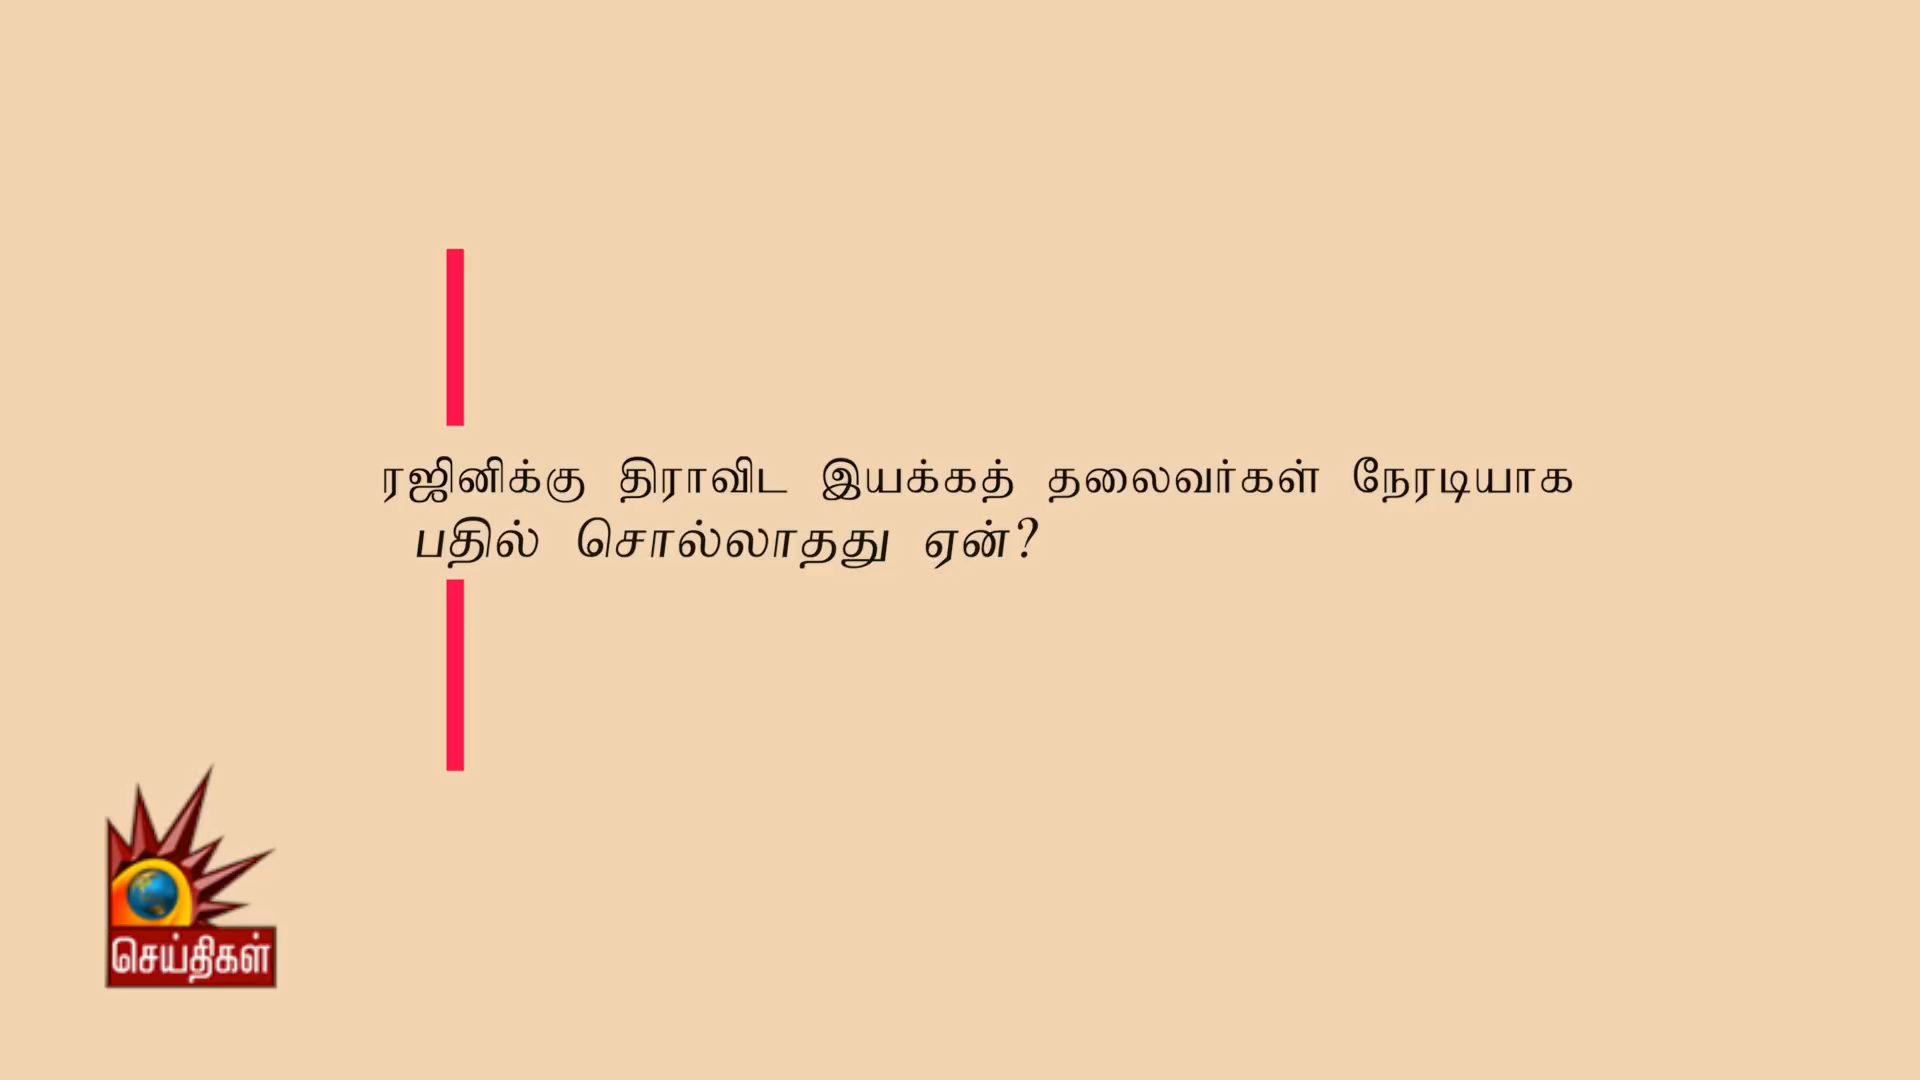 ரஜினிக்கு திராவிட இயக்கத் தலைவர்கள் நேரடியாக
பதில் சொல்லாதது ஏன்?
செய்திகள்